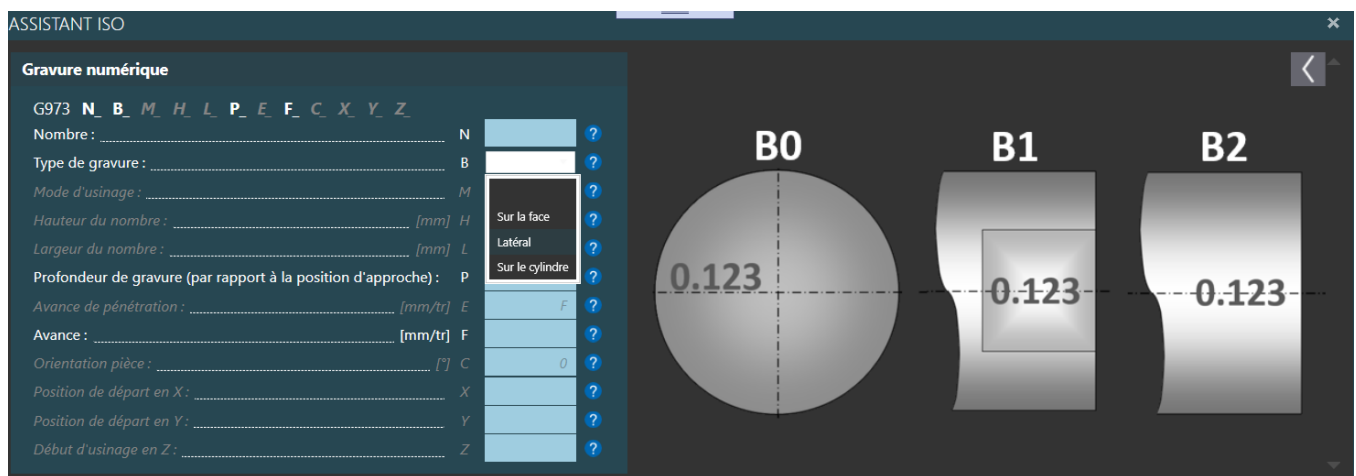 ASSISTANT ISO
Gravure numérique
G973 N_ B_ M_ H_ L_ P_ E_ F_ C_ X_ Y_ Z_
Nombre : N ?
Type de gravure : B ?
Mode d'usinage : M ?
Sur la face
Hauteur du nombre : [mm] H ?
Latéral
Largeur du nombre : [mm] L ?
Sur le cylindre
Profondeur de gravure (par rapport à la position d'approche) : P ?
Avance de pénétration : [mm/tr] E F ?
Avance : [mm/tr] F ?
Orientation pièce : [°] C 0 ?
Position de départ en X : X ?
Position de départ en Y : Y ?
Début d'usinage en Z : Z ?
B0 B1 B2
0.123 0.123 0.123